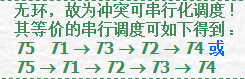 无环，故为冲突可串行化调度！
其等价的串行调度可如下得到：
T5 T1 → T3 → T2 → T4 或
T5 → T1 → T2 → T3 → T4